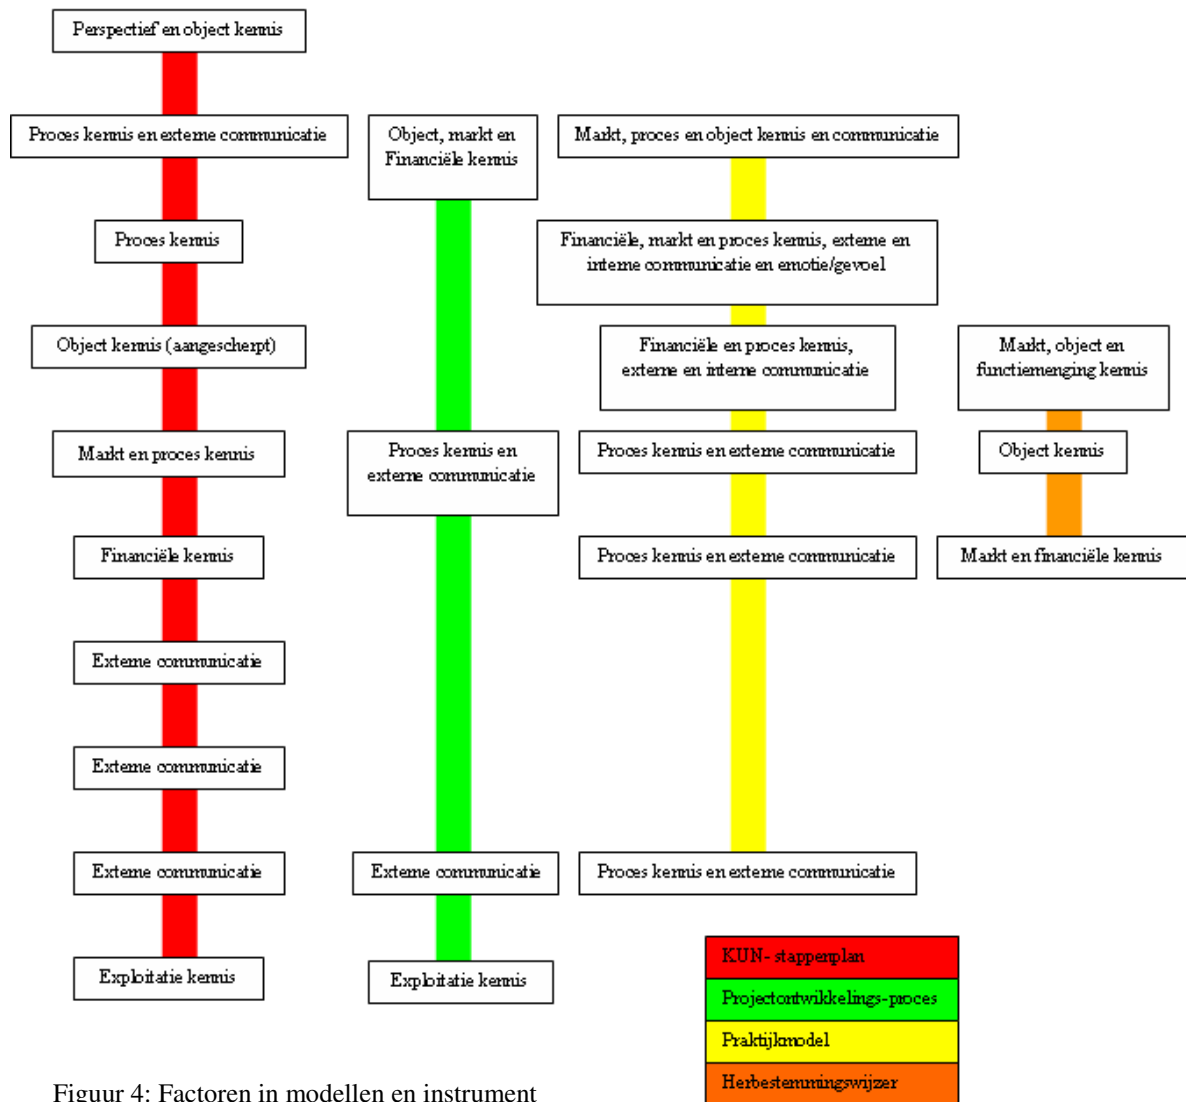 Perspectief en object kennis
Proces kennis en externe communicatie
Proces kennis
Object kennis (aangescherpt)
Markt en proces kennis
Financiële kennis
Externe communicatie
Externe communicatie
Externe communicatie
Exploitatie kennis
Object, markt en
Financiële kennis
Proces kennis en
externe communicatie
Externe communicatie
Exploitatie kennis
Markt, proces en object kennis en communicatie
Financiële, markt en proces kennis, externe en
interne communicatie en emotie/gevoel
Financiële en proces kennis,
externe en interne communicatie
Proces kennis en externe communicatie
Proces kennis en externe communicatie
Proces kennis en externe communicatie
Markt, object en
functiemenging kennis
Object kennis
Markt en financiële kennis
KUN- stappenplan
Projectontwikkelings-proces
Praktijkmodel
Herbestemmingswijzer
Figuur 4: Factoren in modellen en instrument